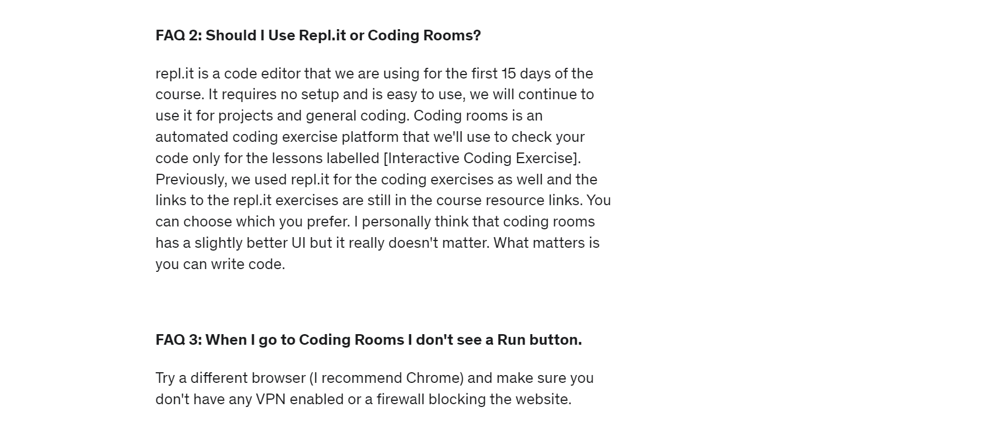 FAQ 2: Should I Use Repl.it or Coding Rooms?
repl.it is a code editor that we are using for the first 15 days of the
course. It requires no setup and is easy to use, we will continue to
use it for projects and general coding. Coding rooms is an
automated coding exercise platform that we'll use to check your
code only for the lessons labelled [Interactive Coding Exercise].
Previously, we used repl.it for the coding exercises as well and the
links to the repl.it exercises are still in the course resource links. You
can choose which you prefer. I personally think that coding rooms
has a slightly better UI but it really doesn't matter. What matters is
you can write code.
FAQ 3: When I go to Coding Rooms I don't see a Run button.
Try a different browser (I recommend Chrome) and make sure you
don't have any VPN enabled or a firewall blocking the website.